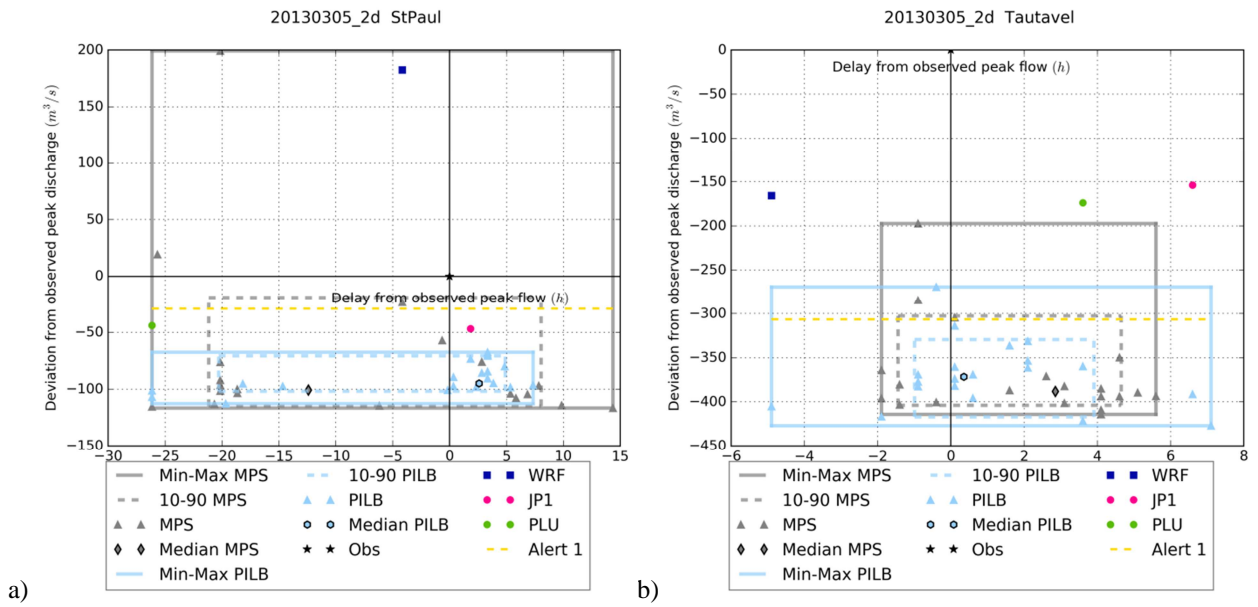 20130305_2d StPaul
Deviation from observed peak discharge (m³/s)
200
150
100
50
0
−50
−100
−150
Delay from observed peak flow (h)
−30 −25 −20 −15 −10 −5 0 5 10 15
Min-Max MPS
10-90 MPS
MPS
Median MPS
Min-Max PILB
10-90 PILB
PILB
Median PILB
Obs
WRF
JP1
PLU
Alert 1
a)
20130305_2d Tautavel
Deviation from observed peak discharge (m³/s)
0
−50
−100
−150
−200
−250
−300
−350
−400
−450
Delay from observed peak flow (h)
−6 −4 −2 0 2 4 6 8
Min-Max MPS
10-90 MPS
MPS
Median MPS
Min-Max PILB
10-90 PILB
PILB
Median PILB
Obs
WRF
JP1
PLU
Alert 1
b)